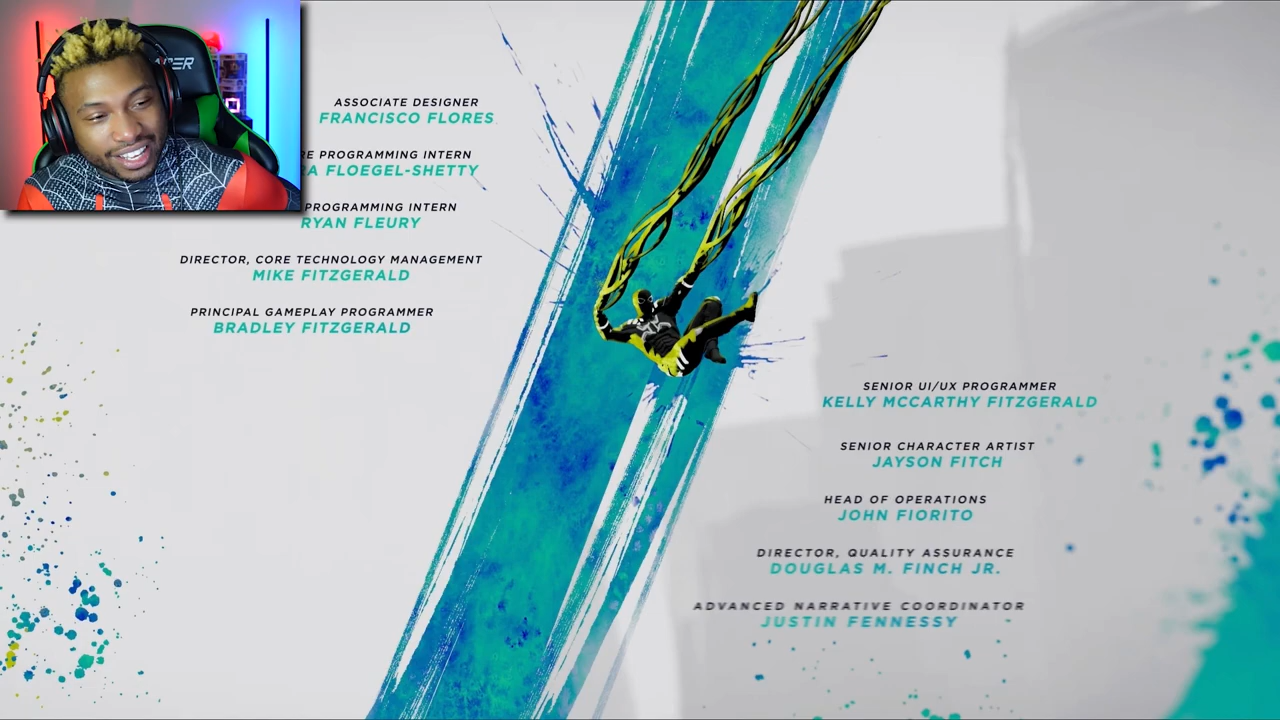 ASSOCIATE DESIGNER
FRANCISCO FLORES
PROGRAMMING INTERN
FLOEGEL-SHETTY
PROGRAMMING INTERN
RYAN FLEURY
DIRECTOR, CORE TECHNOLOGY MANAGEMENT
MIKE FITZGERALD
PRINCIPAL GAMEPLAY PROGRAMMER
BRADLEY FITZGERALD
SENIOR UI/UX PROGRAMMER
KELLY MCCARTHY FITZGERALD
SENIOR CHARACTER ARTIST
JAYSON FITCH
HEAD OF OPERATIONS
JOHN FIORITO
DIRECTOR, QUALITY ASSURANCE
DOUGLAS M. FINCH JR.
ADVANCED NARRATIVE COORDINATOR
JUSTIN FENNESSY